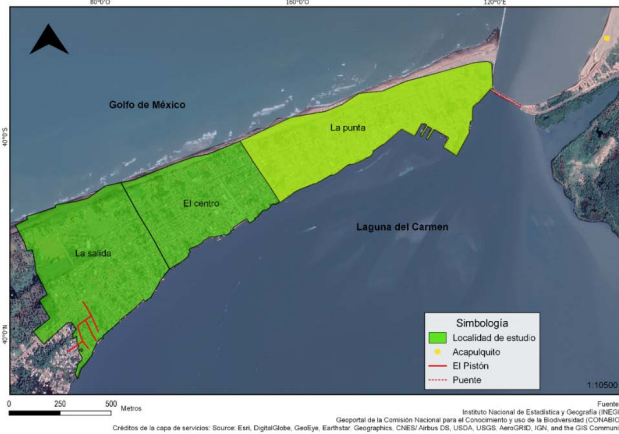 80°0'0 160°0'0 120°0'E
Golfo de México
40°0'S
La punta
El centro
Laguna del Carmen
La salida
40°0'N
Simbología
Localidad de estudio
Acapulquito
El Pistón
Puente
1:10500
0 250 500 Metros
Fuente
Instituto Nacional de Estadística y Geografía (INEGI
Geoportal de la Comisión Nacional para el Conocimiento y uso de la Biodiversidad (CONABIO
Créditos de la capa de servicios: Source: Esri, DigitalGlobe, GeoEye, Earthstar Geographics, CNES/ Airbus DS, USDA, USGS, AeroGRID, IGN, and the GIS Communi